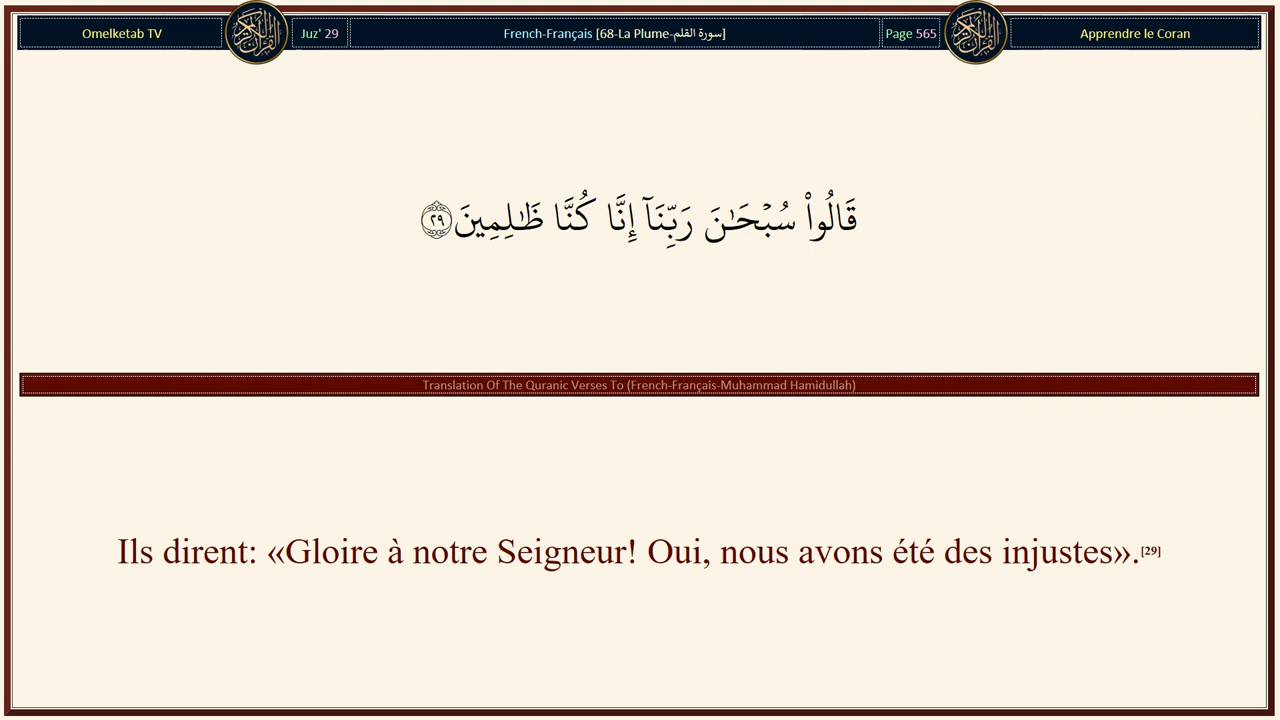 Omelketab TV
Juz' 29
French-Français [68-La Plume-سورة القلم]
Page 565
Apprendre le Coran
قَالُوا۟ سُبْحَـٰنَ رَبِّنَآ إِنَّا كُنَّا ظَـٰلِمِينَ ٢٩
Translation Of The Quranic Verses To (French-Français-Muhammad Hamidullah)
Ils dirent: «Gloire à notre Seigneur! Oui, nous avons été des injustes».[29]